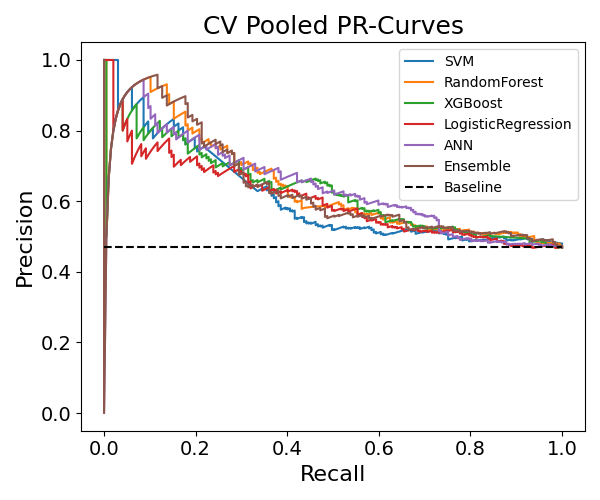 CV Pooled PR-Curves
Precision
1.0
0.8
0.6
0.4
0.2
0.0
SVM
RandomForest
XGBoost
LogisticRegression
ANN
Ensemble
Baseline
0.0 0.2 0.4 0.6 0.8 1.0
Recall